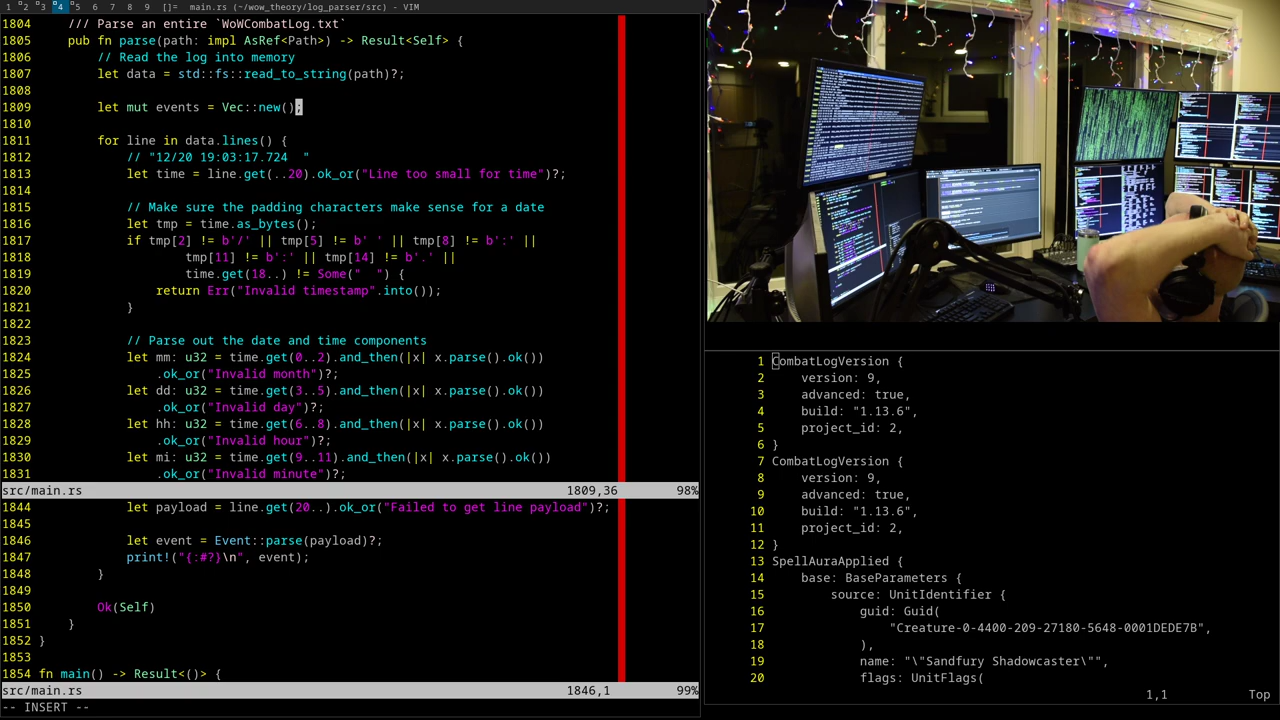 1 2 3 4 5 6 7 8 9 []= main.rs (~/wow_theory/log_parser/src) - VIM
1804     /// Parse an entire `WoWCombatLog.txt`
1805     pub fn parse(path: impl AsRef<Path>) -> Result<Self> {
1806         // Read the log into memory
1807         let data = std::fs::read_to_string(path)?;
1808
1809         let mut events = Vec::new();
1810
1811         for line in data.lines() {
1812             // "12/20 19:03:17.724  "
1813             let time = line.get(..20).ok_or("Line too small for time")?;
1814
1815             // Make sure the padding characters make sense for a date
1816             let tmp = time.as_bytes();
1817             if tmp[2] != b'/' || tmp[5] != b' ' || tmp[8] != b':' ||
1818                     tmp[11] != b':' || tmp[14] != b'.' ||
1819                     time.get(18..) != Some("  ") {
1820                 return Err("Invalid timestamp".into());
1821             }
1822
1823             // Parse out the date and time components
1824             let mm: u32 = time.get(0..2).and_then(|x| x.parse().ok())
1825                 .ok_or("Invalid month")?;
1826             let dd: u32 = time.get(3..5).and_then(|x| x.parse().ok())
1827                 .ok_or("Invalid day")?;
1828             let hh: u32 = time.get(6..8).and_then(|x| x.parse().ok())
1829                 .ok_or("Invalid hour")?;
1830             let mi: u32 = time.get(9..11).and_then(|x| x.parse().ok())
1831                 .ok_or("Invalid minute")?;
src/main.rs 1809,36 98%
1844             let payload = line.get(20..).ok_or("Failed to get line payload")?;
1845
1846             let event = Event::parse(payload)?;
1847             print!("{:#?}\n", event);
1848         }
1849
1850         Ok(Self)
1851     }
1852 }
1853
1854 fn main() -> Result<()> {
src/main.rs 1846,1 99%
-- INSERT --
1 CombatLogVersion {
2     version: 9,
3     advanced: true,
4     build: "1.13.6",
5     project_id: 2,
6 }
7 CombatLogVersion {
8     version: 9,
9     advanced: true,
10     build: "1.13.6",
11     project_id: 2,
12 }
13 SpellAuraApplied {
14     base: BaseParameters {
15         source: UnitIdentifier {
16             guid: Guid(
17                 "Creature-0-4400-209-27180-5648-0001DEDE7B",
18             ),
19             name: "\"Sandfury Shadowcaster\"",
20             flags: UnitFlags(
1,1 Top